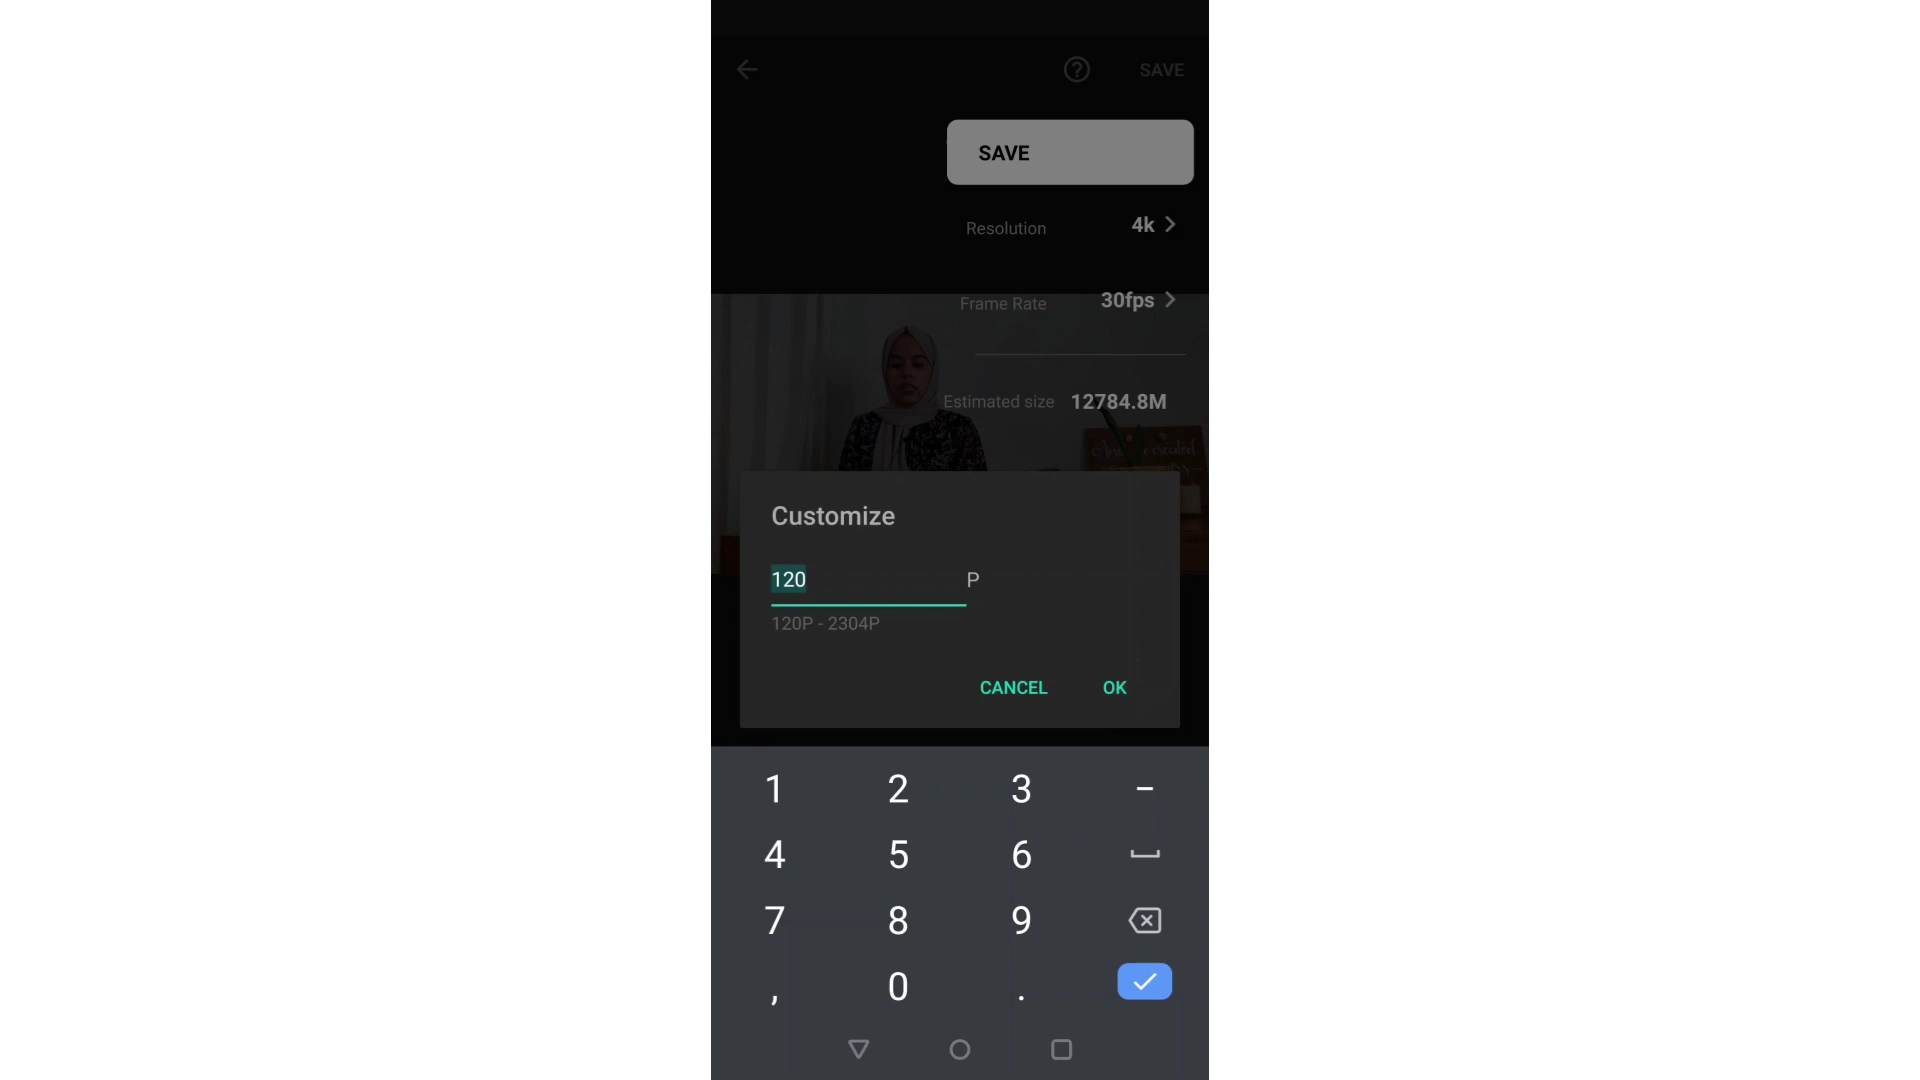 SAVE
SAVE
Resolution 4k
Frame Rate 30fps
Estimated size 12784.8M
Customize
120 P
120P - 2304P
CANCEL OK
1 2 3 -
4 5 6
7 8 9
, 0 .